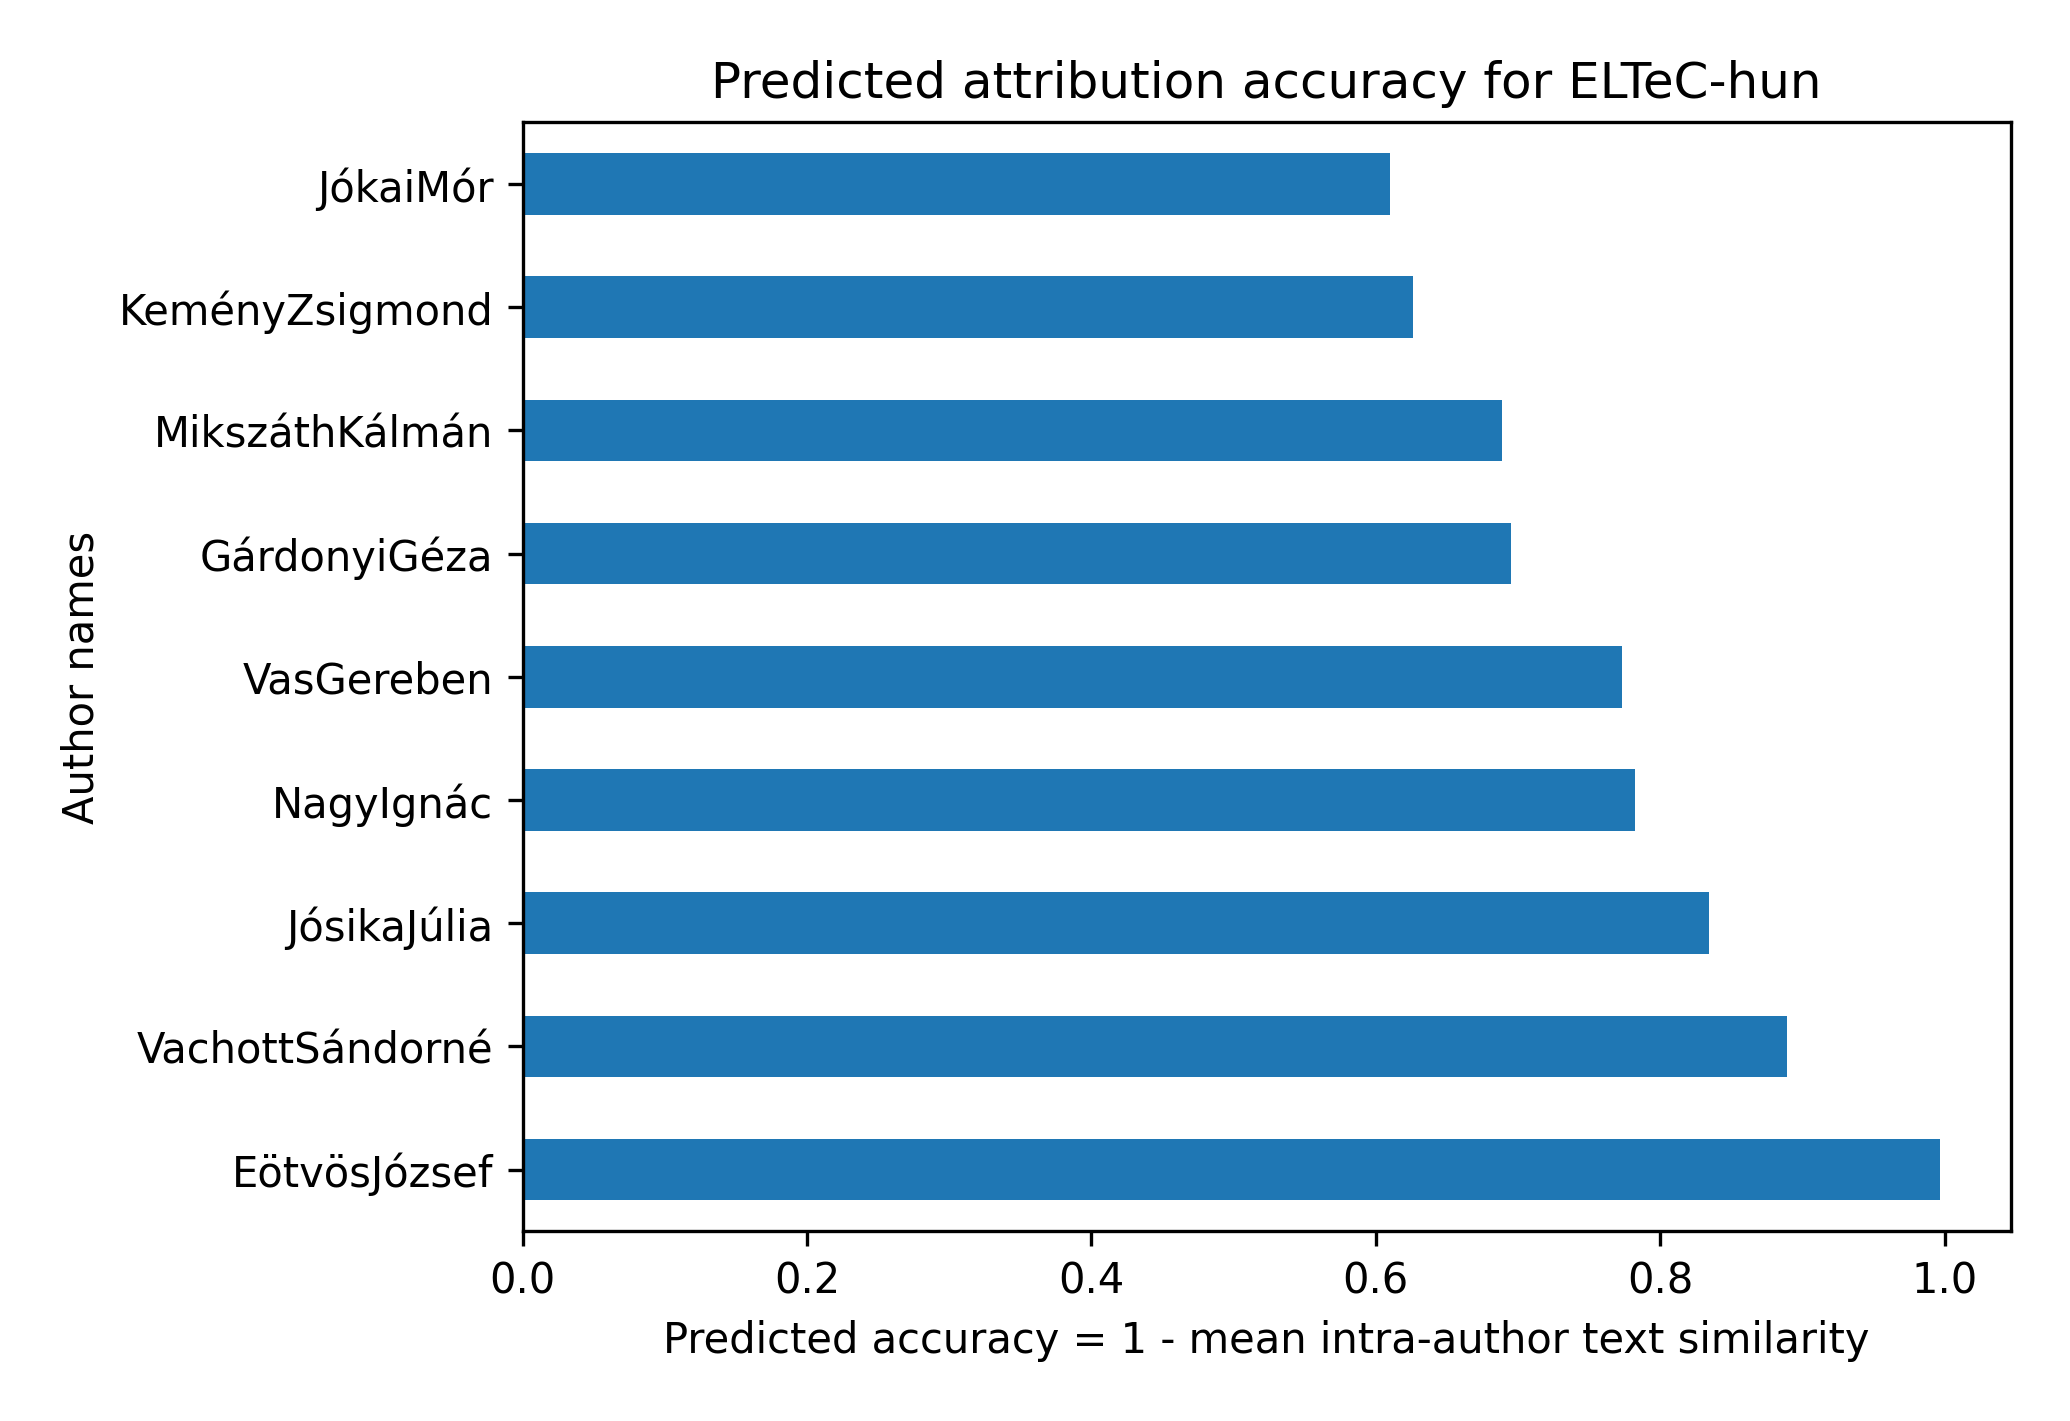 Predicted attribution accuracy for ELTeC-hun
JókaiMór
KeményZsigmond
MikszáthKálmán
GárdonyiGéza
VasGereben
NagyIgnác
JósikaJúlia
VachottSándorné
EötvösJózsef
Author names
0.0 0.2 0.4 0.6 0.8 1.0
Predicted accuracy = 1 - mean intra-author text similarity